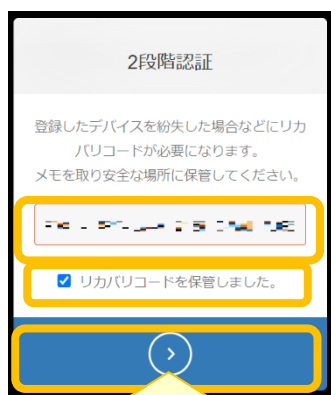 2段階認証
登録したデバイスを紛失した場合などにリカ
バリコードが必要になります。
メモを取り安全な場所に保管してください。
リカバリコードを保管しました。